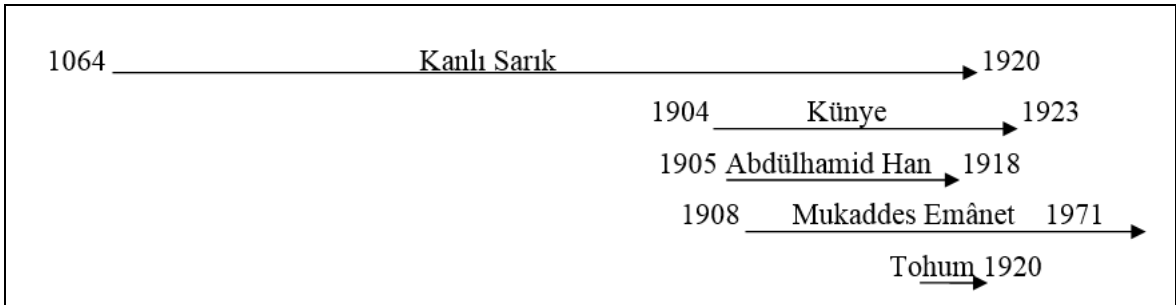 1064 Kanlı Sarık 1920
1904 Künye 1923
1905 Abdülhamid Han 1918
1908 Mukaddes Emânet 1971
Tohum 1920